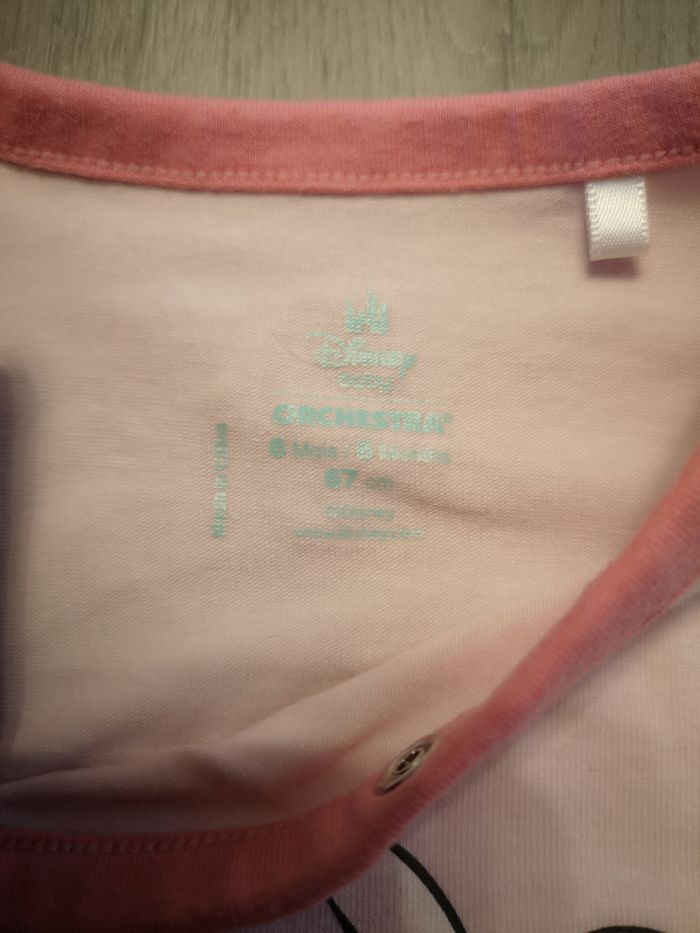 Disney
baby
ORCHESTRA®
6 Mois / 6 Months
67 cm
©Disney
www.disney.com
Made in China